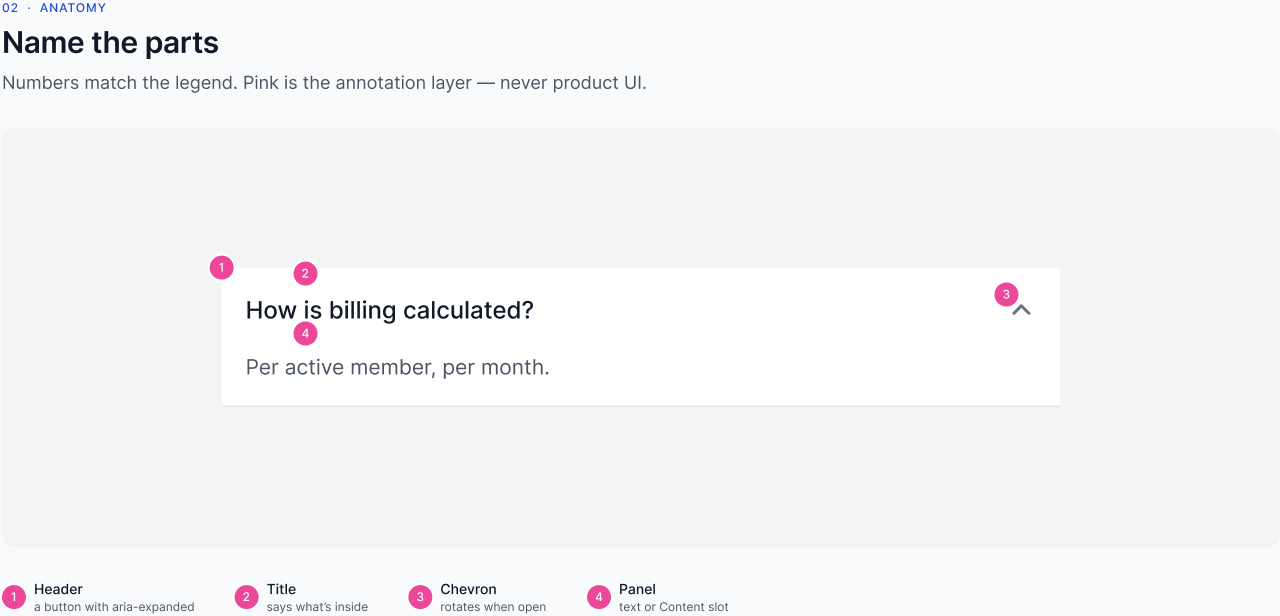 02 · ANATOMY
Name the parts
Numbers match the legend. Pink is the annotation layer — never product UI.
1
2
3
How is billing calculated?
4
Per active member, per month.
1 Header
a button with aria-expanded
2 Title
says what’s inside
3 Chevron
rotates when open
4 Panel
text or Content slot